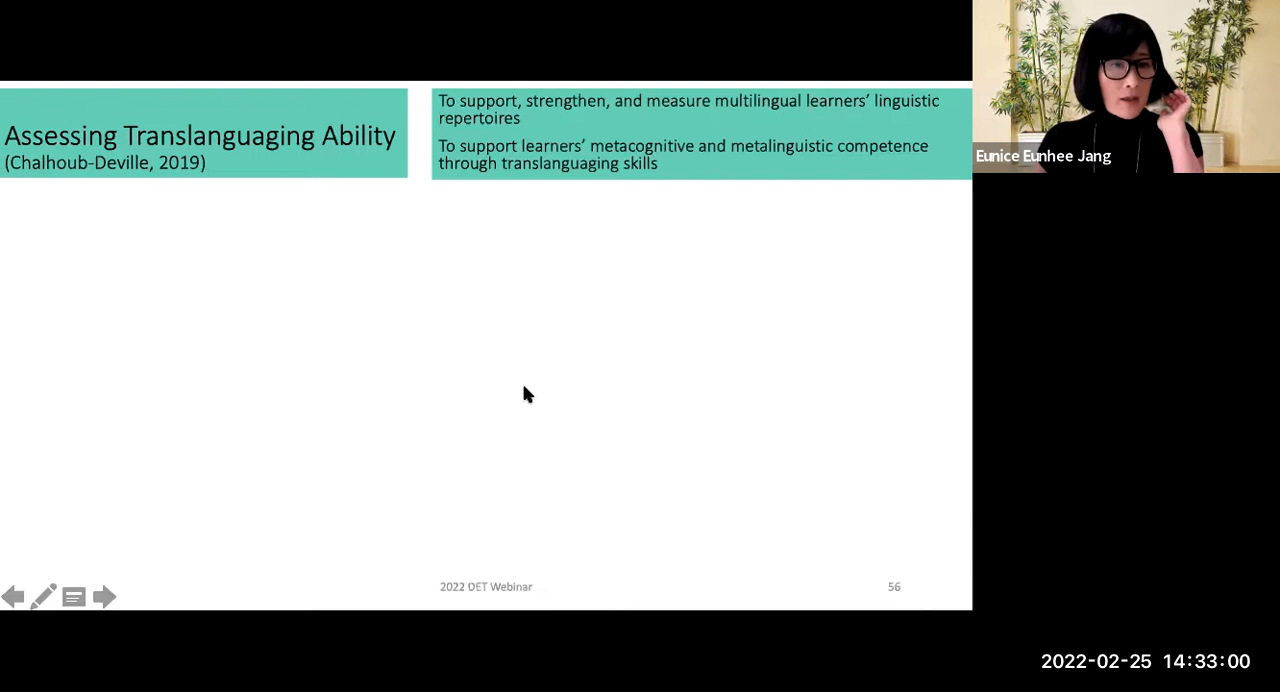 Assessing Translanguaging Ability
(Chalhoub-Deville, 2019)
To support, strengthen, and measure multilingual learners’ linguistic
repertoires
To support learners’ metacognitive and metalinguistic competence
through translanguaging skills
Eunice Eunhee Jang
2022 DET Webinar
56
2022-02-25 14:33:00